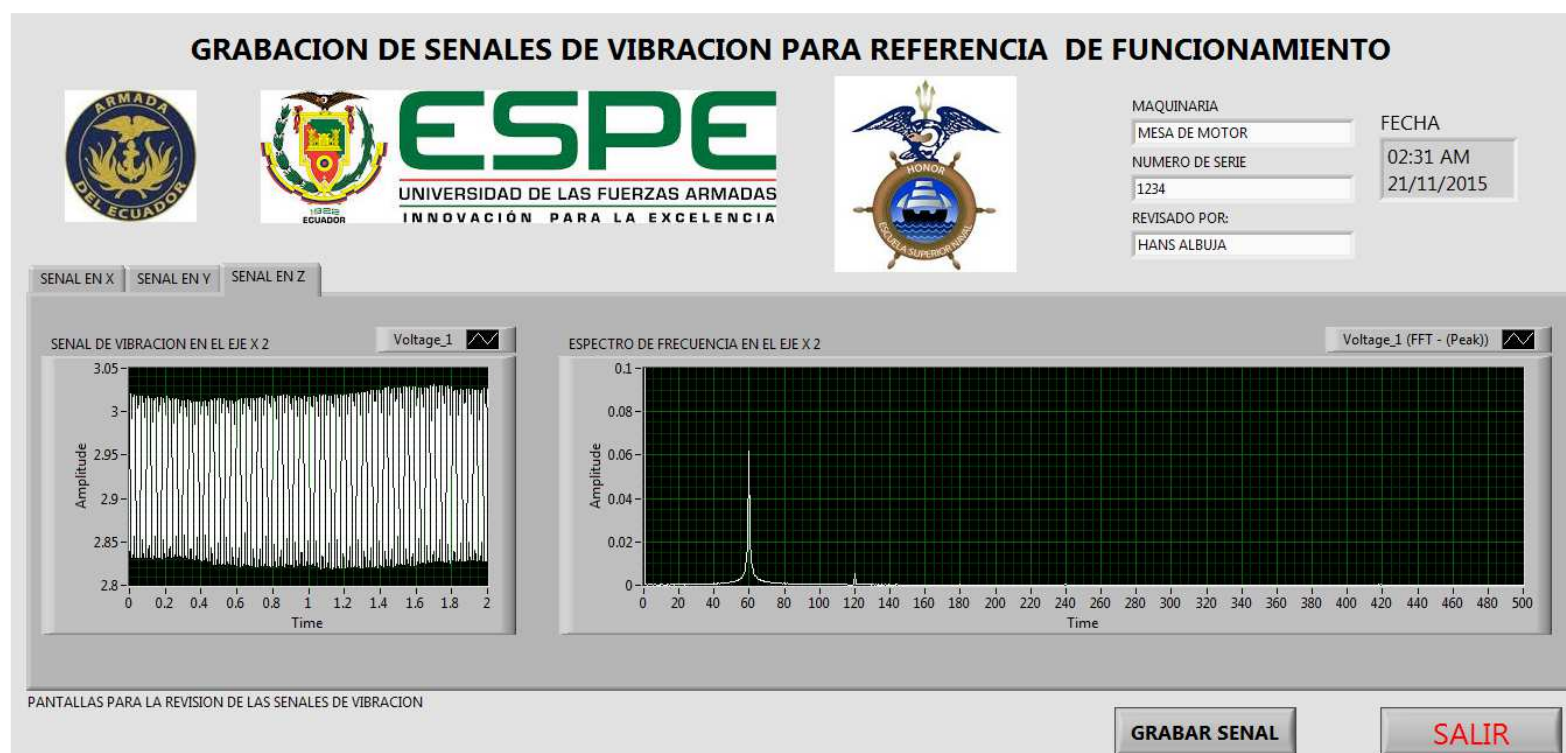 GRABACION DE SENALES DE VIBRACION PARA REFERENCIA DE FUNCIONAMIENTO
ARMADA
DEL ECUADOR
1922
ECUADOR
ESPE
UNIVERSIDAD DE LAS FUERZAS ARMADAS
INNOVACIÓN PARA LA EXCELENCIA
HONOR
ESCUELA SUPERIOR NAVAL
MAQUINARIA
MESA DE MOTOR
NUMERO DE SERIE
1234
REVISADO POR:
HANS ALBUJA
FECHA
02:31 AM
21/11/2015
SENAL EN X SENAL EN Y SENAL EN Z
SENAL DE VIBRACION EN EL EJE X 2
Voltage_1
3.05
3
2.95
2.9
2.85
2.8
Amplitude
0 0.2 0.4 0.6 0.8 1 1.2 1.4 1.6 1.8 2
Time
ESPECTRO DE FRECUENCIA EN EL EJE X 2
Voltage_1 (FFT - (Peak))
0.1
0.08
0.06
0.04
0.02
0
Amplitude
0 20 40 60 80 100 120 140 160 180 200 220 240 260 280 300 320 340 360 380 400 420 440 460 480 500
Time
PANTALLAS PARA LA REVISION DE LAS SENALES DE VIBRACION
GRABAR SENAL
SALIR